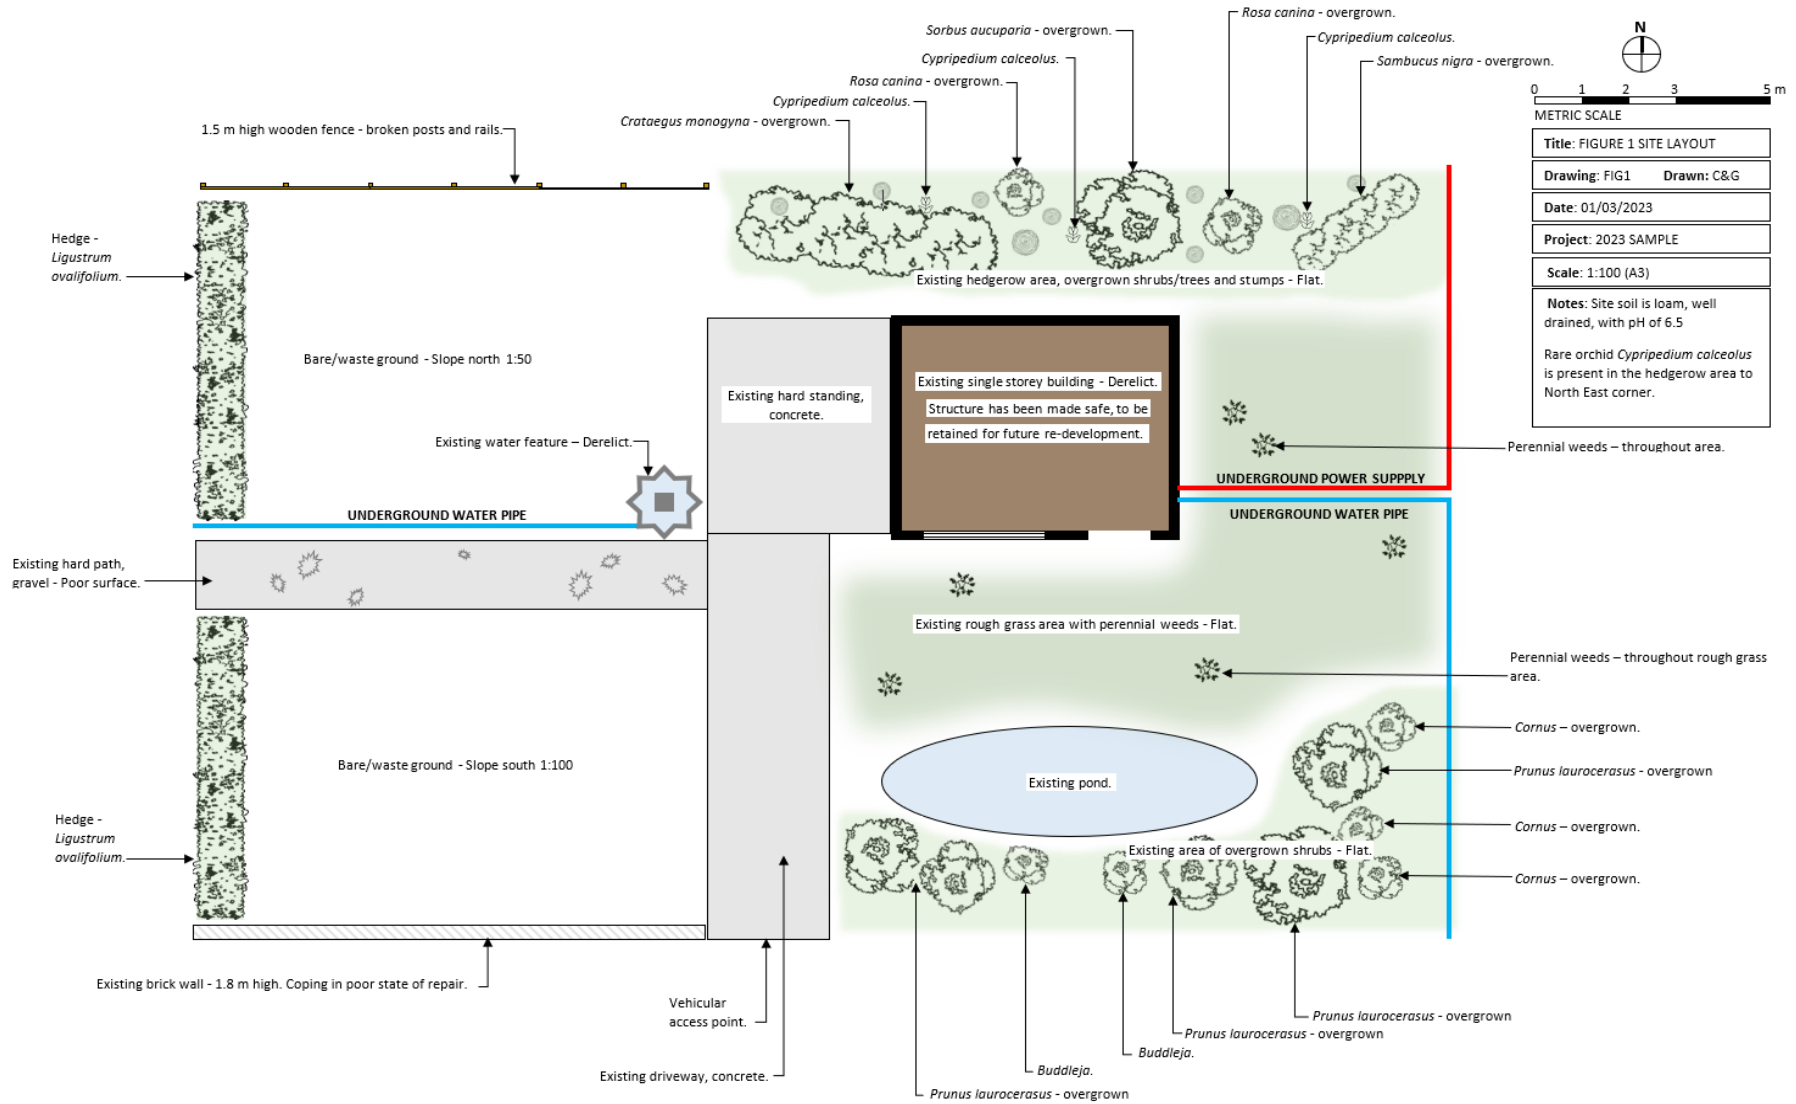 Rosa canina - overgrown.
Sorbus aucuparia - overgrown.
Cypripedium calceolus.
N
Cypripedium calceolus.
Sambucus nigra - overgrown.
Rosa canina - overgrown.
Cypripedium calceolus.
Crataegus monogyna - overgrown.
1.5 m high wooden fence - broken posts and rails.
0 1 2 3 5 m
METRIC SCALE
Title: FIGURE 1 SITE LAYOUT
Drawing: FIG1 Drawn: C&G
Date: 01/03/2023
Project: 2023 SAMPLE
Scale: 1:100 (A3)
Notes: Site soil is loam, well
drained, with pH of 6.5
Rare orchid Cypripedium calceolus
is present in the hedgerow area to
North East corner.
Hedge -
Ligustrum
ovalifolium.
Existing hedgerow area, overgrown shrubs/trees and stumps - Flat.
Bare/waste ground - Slope north 1:50
Existing hard standing,
concrete.
Existing single storey building - Derelict.
Structure has been made safe, to be
retained for future re-development.
Existing water feature – Derelict.
Perennial weeds – throughout area.
UNDERGROUND POWER SUPPPLY
UNDERGROUND WATER PIPE
UNDERGROUND WATER PIPE
Existing hard path,
gravel - Poor surface.
Existing rough grass area with perennial weeds - Flat.
Perennial weeds – throughout rough grass
area.
Cornus – overgrown.
Bare/waste ground - Slope south 1:100
Existing pond.
Prunus laurocerasus - overgrown
Hedge -
Ligustrum
ovalifolium.
Cornus – overgrown.
Existing area of overgrown shrubs - Flat.
Cornus – overgrown.
Existing brick wall - 1.8 m high. Coping in poor state of repair.
Vehicular
access point.
Prunus laurocerasus - overgrown
Prunus laurocerasus - overgrown
Buddleja.
Buddleja.
Existing driveway, concrete.
Prunus laurocerasus - overgrown